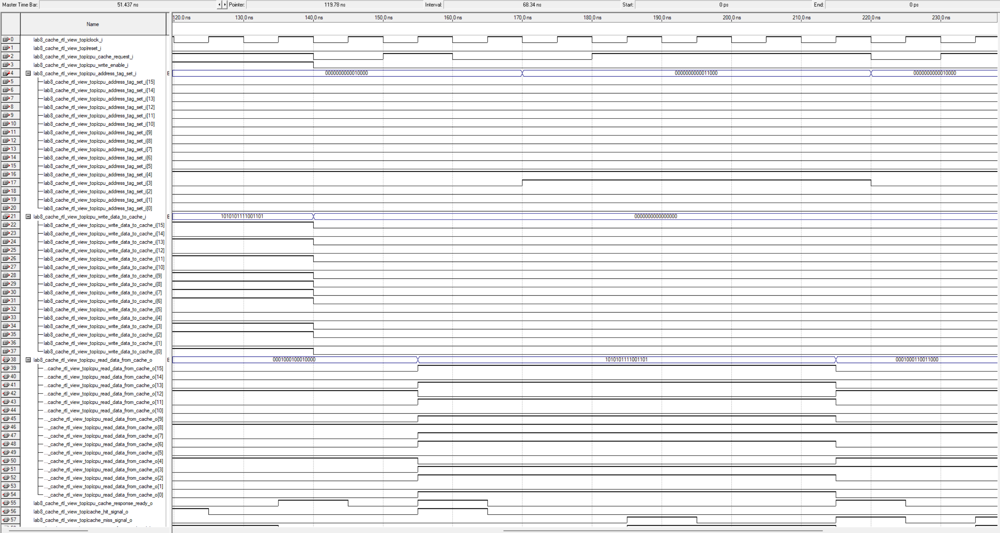 Master Time Bar: 51.437 ns Pointer: 119.78 ns Interval: 68.34 ns Start: 0 ps End: 0 ps
Name
120.0 ns 130.0 ns 140.0 ns 150.0 ns 160.0 ns 170.0 ns 180.0 ns 190.0 ns 200.0 ns 210.0 ns 220.0 ns 230.0 ns
0 lab8_cache_rtl_view_top|clock_i
1 lab8_cache_rtl_view_top|reset_i
2 lab8_cache_rtl_view_top|cpu_cache_request_i
3 lab8_cache_rtl_view_top|cpu_write_enable_i
4 lab8_cache_rtl_view_top|cpu_address_tag_set_i E 0000000000010000 0000000000011000 0000000000010000
5 lab8_cache_rtl_view_top|cpu_address_tag_set_i[15]
6 lab8_cache_rtl_view_top|cpu_address_tag_set_i[14]
7 lab8_cache_rtl_view_top|cpu_address_tag_set_i[13]
8 lab8_cache_rtl_view_top|cpu_address_tag_set_i[12]
9 lab8_cache_rtl_view_top|cpu_address_tag_set_i[11]
10 lab8_cache_rtl_view_top|cpu_address_tag_set_i[10]
11 lab8_cache_rtl_view_top|cpu_address_tag_set_i[9]
12 lab8_cache_rtl_view_top|cpu_address_tag_set_i[8]
13 lab8_cache_rtl_view_top|cpu_address_tag_set_i[7]
14 lab8_cache_rtl_view_top|cpu_address_tag_set_i[6]
15 lab8_cache_rtl_view_top|cpu_address_tag_set_i[5]
16 lab8_cache_rtl_view_top|cpu_address_tag_set_i[4]
17 lab8_cache_rtl_view_top|cpu_address_tag_set_i[3]
18 lab8_cache_rtl_view_top|cpu_address_tag_set_i[2]
19 lab8_cache_rtl_view_top|cpu_address_tag_set_i[1]
20 lab8_cache_rtl_view_top|cpu_address_tag_set_i[0]
21 lab8_cache_rtl_view_top|cpu_write_data_to_cache_i E 1010101111001101 0000000000000000
22 lab8_cache_rtl_view_top|cpu_write_data_to_cache_i[15]
23 lab8_cache_rtl_view_top|cpu_write_data_to_cache_i[14]
24 lab8_cache_rtl_view_top|cpu_write_data_to_cache_i[13]
25 lab8_cache_rtl_view_top|cpu_write_data_to_cache_i[12]
26 lab8_cache_rtl_view_top|cpu_write_data_to_cache_i[11]
27 lab8_cache_rtl_view_top|cpu_write_data_to_cache_i[10]
28 lab8_cache_rtl_view_top|cpu_write_data_to_cache_i[9]
29 lab8_cache_rtl_view_top|cpu_write_data_to_cache_i[8]
30 lab8_cache_rtl_view_top|cpu_write_data_to_cache_i[7]
31 lab8_cache_rtl_view_top|cpu_write_data_to_cache_i[6]
32 lab8_cache_rtl_view_top|cpu_write_data_to_cache_i[5]
33 lab8_cache_rtl_view_top|cpu_write_data_to_cache_i[4]
34 lab8_cache_rtl_view_top|cpu_write_data_to_cache_i[3]
35 lab8_cache_rtl_view_top|cpu_write_data_to_cache_i[2]
36 lab8_cache_rtl_view_top|cpu_write_data_to_cache_i[1]
37 lab8_cache_rtl_view_top|cpu_write_data_to_cache_i[0]
38 lab8_cache_rtl_view_top|cpu_read_data_from_cache_o E 0001000100010000 1010101111001101 0001000110011000
39 ...cache_rtl_view_top|cpu_read_data_from_cache_o[15]
40 ...cache_rtl_view_top|cpu_read_data_from_cache_o[14]
41 ...cache_rtl_view_top|cpu_read_data_from_cache_o[13]
42 ...cache_rtl_view_top|cpu_read_data_from_cache_o[12]
43 ...cache_rtl_view_top|cpu_read_data_from_cache_o[11]
44 ...cache_rtl_view_top|cpu_read_data_from_cache_o[10]
45 ..._cache_rtl_view_top|cpu_read_data_from_cache_o[9]
46 ..._cache_rtl_view_top|cpu_read_data_from_cache_o[8]
47 ..._cache_rtl_view_top|cpu_read_data_from_cache_o[7]
48 ..._cache_rtl_view_top|cpu_read_data_from_cache_o[6]
49 ..._cache_rtl_view_top|cpu_read_data_from_cache_o[5]
50 ..._cache_rtl_view_top|cpu_read_data_from_cache_o[4]
51 ..._cache_rtl_view_top|cpu_read_data_from_cache_o[3]
52 ..._cache_rtl_view_top|cpu_read_data_from_cache_o[2]
53 ..._cache_rtl_view_top|cpu_read_data_from_cache_o[1]
54 ..._cache_rtl_view_top|cpu_read_data_from_cache_o[0]
55 lab8_cache_rtl_view_top|cpu_cache_response_ready_o
56 lab8_cache_rtl_view_top|cache_hit_signal_o
57 lab8_cache_rtl_view_top|cache_miss_signal_o